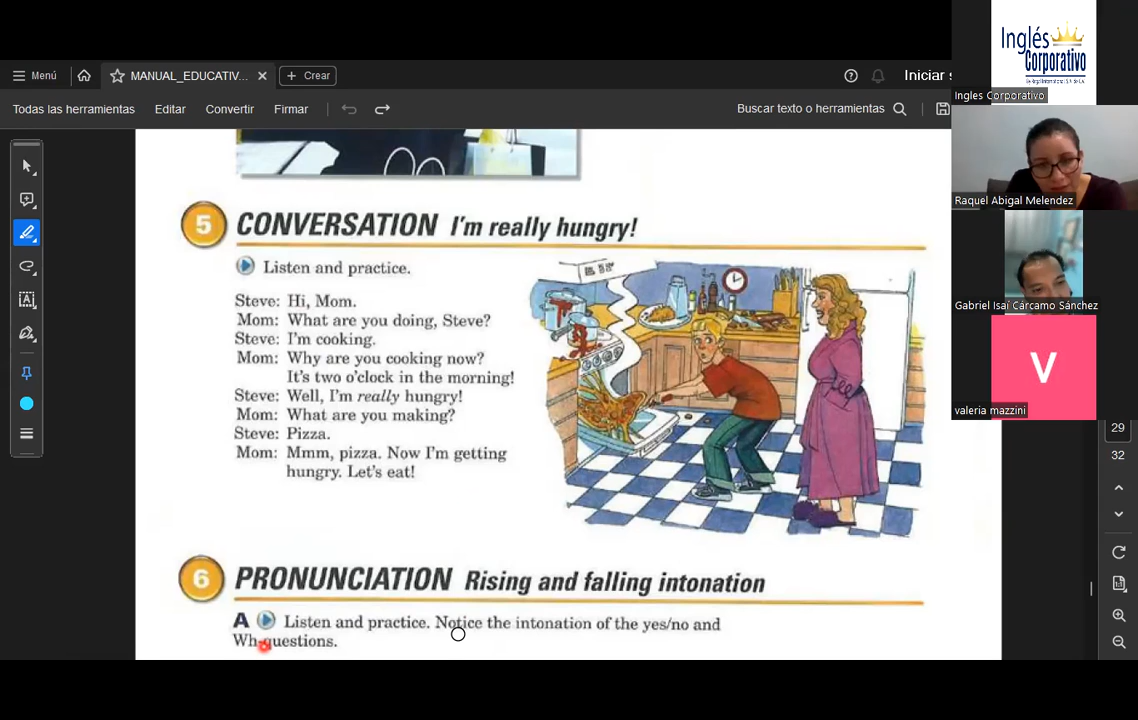 Menú
MANUAL_EDUCATIV...
Crear
Iniciar s
Todas las herramientas
Editar
Convertir
Firmar
Buscar texto o herramientas
5 CONVERSATION I'm really hungry!
Listen and practice.
Steve: Hi, Mom.
Mom: What are you doing, Steve?
Steve: I'm cooking.
Mom: Why are you cooking now?
It's two o'clock in the morning!
Steve: Well, I'm really hungry!
Mom: What are you making?
Steve: Pizza.
Mom: Mmm, pizza. Now I'm getting
hungry. Let's eat!
6 PRONUNCIATION Rising and falling intonation
A Listen and practice. Notice the intonation of the yes/no and
Wh-questions.
Inglés
Corporativo
Ingles Corporativo
Raquel Abigal Melendez
Gabriel Isaí Cárcamo Sánchez
V
valeria mazzini
29
32